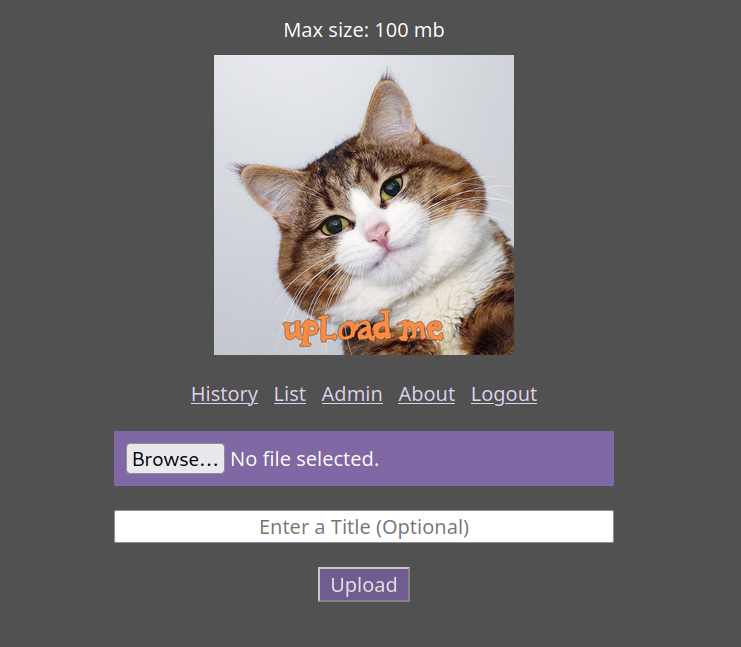 Max size: 100 mb
upLoad me
History List Admin About Logout
Browse... No file selected.
Enter a Title (Optional)
Upload